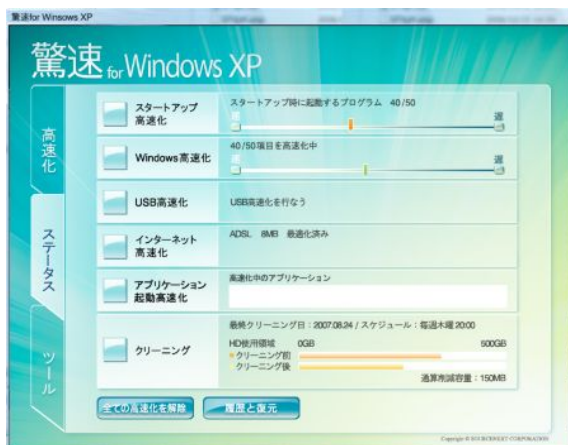 驚速for Winsows XP
驚速 for Windows XP
高速化
ステータス
ツール
スタートアップ
高速化
スタートアップ時に起動するプログラム 40/50
速 遅
Windows高速化
40/50項目を高速化中
速 遅
USB高速化
USB高速化を行なう
インターネット
高速化
ADSL 8MB 最適化済み
アプリケーション
起動高速化
高速化中のアプリケーション
クリーニング
最終クリーニング日：2007.08.24 / スケジュール：毎週木曜 20:00
HD使用領域 0GB 500GB
クリーニング前
クリーニング後
通算削減容量：150MB
全ての高速化を解除
履歴と復元
Copyright © 2007 SOURCENEXT CORPORATION